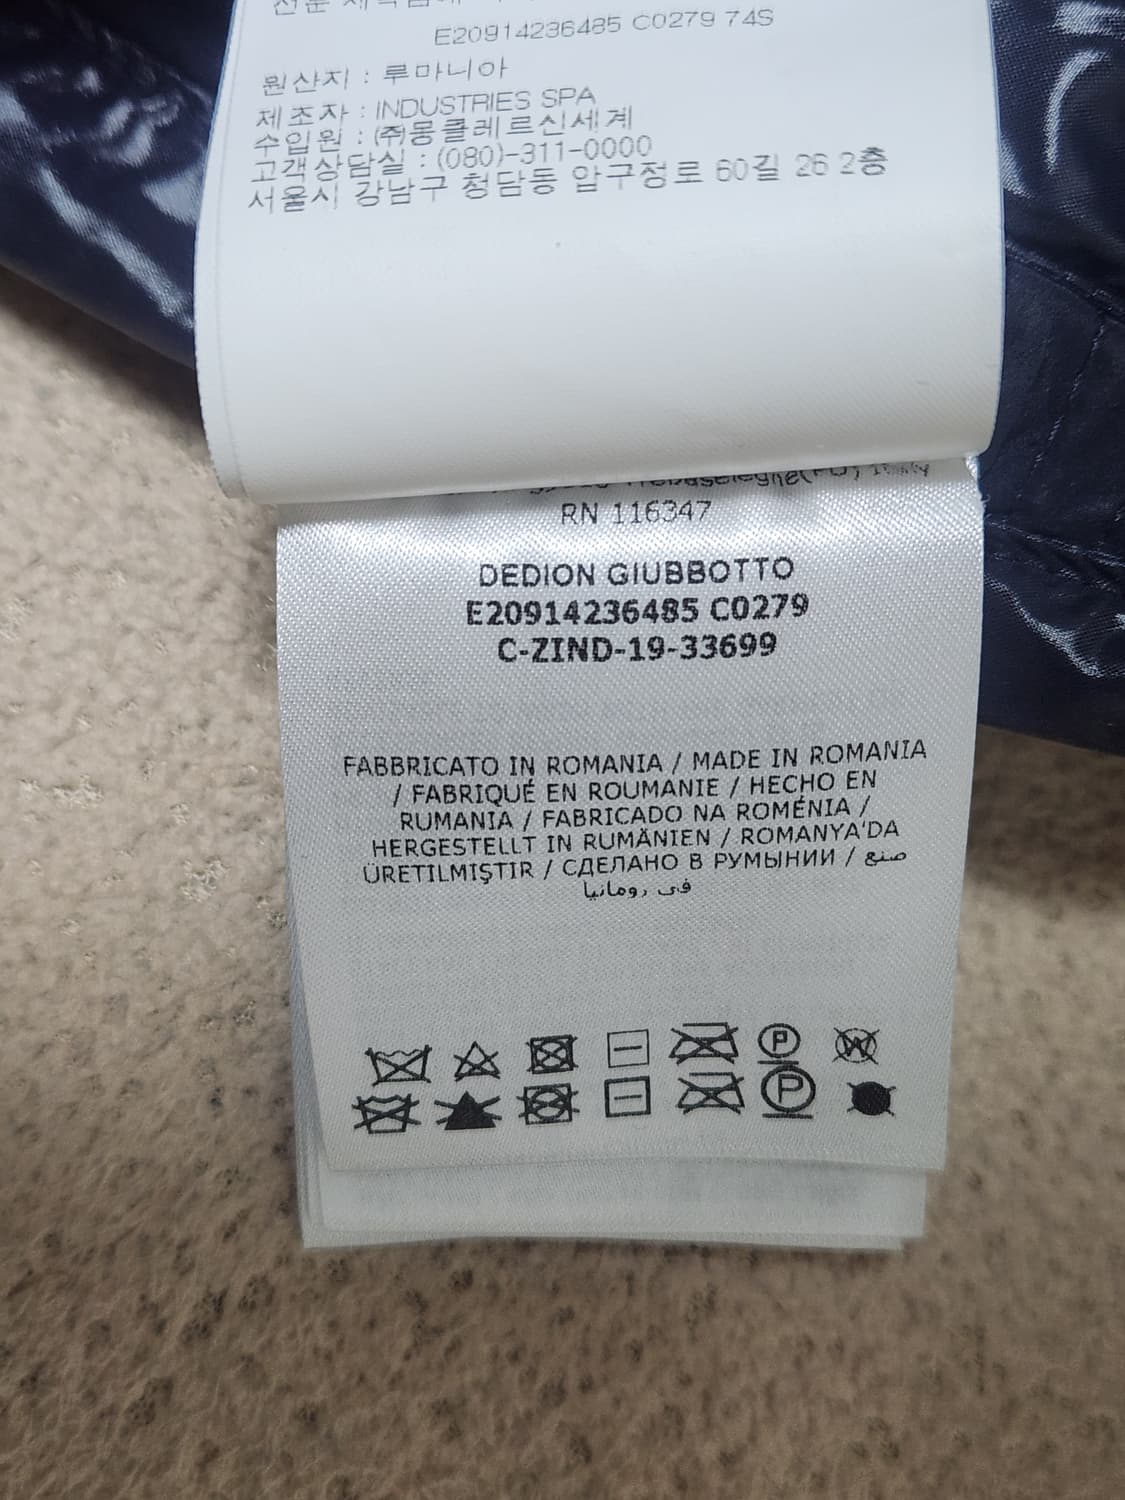 E20914236485 C0279 74S
원산지 : 루마니아
제조자 : INDUSTRIES SPA
수입원 : (주)몽클레르신세계
고객상담실 : (080)-311-0000
서울시 강남구 청담동 압구정로 60길 26 2층
RN 116347
DEDION GIUBBOTTO
E20914236485 C0279
C-ZIND-19-33699
FABBRICATO IN ROMANIA / MADE IN ROMANIA
/ FABRIQUÉ EN ROUMANIE / HECHO EN
RUMANIA / FABRICADO NA ROMÉNIA /
HERGESTELLT IN RUMÄNIEN / ROMANYA'DA
ÜRETILMIŞTIR / СДЕЛАНО В РУМЫНИИ / صنع
في رومانيا
P W
P